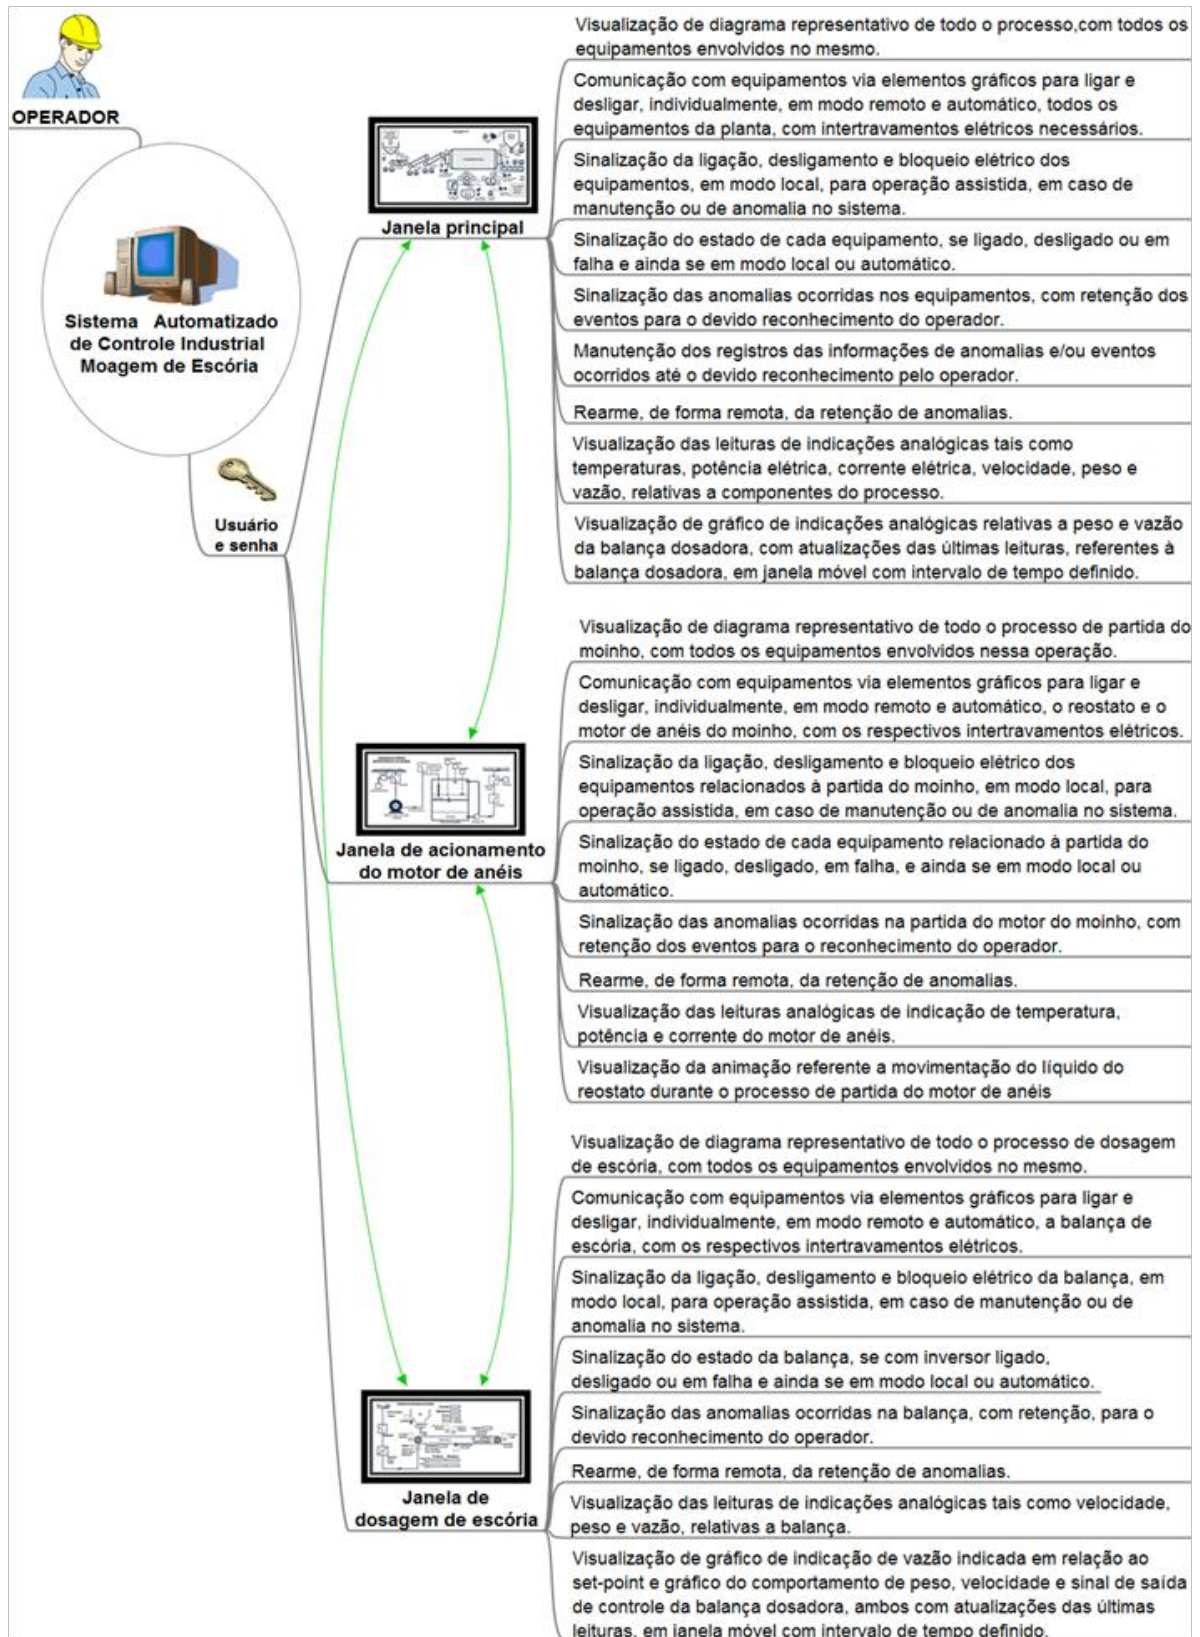 OPERADOR
Sistema Automatizado
de Controle Industrial
Moagem de Escória
Usuário
e senha
Janela principal
Visualização de diagrama representativo de todo o processo,com todos os
equipamentos envolvidos no mesmo.
Comunicação com equipamentos via elementos gráficos para ligar e
desligar, individualmente, em modo remoto e automático, todos os
equipamentos da planta, com intertravamentos elétricos necessários.
Sinalização da ligação, desligamento e bloqueio elétrico dos
equipamentos, em modo local, para operação assistida, em caso de
manutenção ou de anomalia no sistema.
Sinalização do estado de cada equipamento, se ligado, desligado ou em
falha e ainda se em modo local ou automático.
Sinalização das anomalias ocorridas nos equipamentos, com retenção dos
eventos para o devido reconhecimento do operador.
Manutenção dos registros das informações de anomalias e/ou eventos
ocorridos até o devido reconhecimento pelo operador.
Rearme, de forma remota, da retenção de anomalias.
Visualização das leituras de indicações analógicas tais como
temperaturas, potência elétrica, corrente elétrica, velocidade, peso e
vazão, relativas a componentes do processo.
Visualização de gráfico de indicações analógicas relativas a peso e vazão
da balança dosadora, com atualizações das últimas leituras, referentes à
balança dosadora, em janela móvel com intervalo de tempo definido.
Janela de acionamento
do motor de anéis
Visualização de diagrama representativo de todo o processo de partida do
moinho, com todos os equipamentos envolvidos nessa operação.
Comunicação com equipamentos via elementos gráficos para ligar e
desligar, individualmente, em modo remoto e automático, o reostato e o
motor de anéis do moinho, com os respectivos intertravamentos elétricos.
Sinalização da ligação, desligamento e bloqueio elétrico dos
equipamentos relacionados à partida do moinho, em modo local, para
operação assistida, em caso de manutenção ou de anomalia no sistema.
Sinalização do estado de cada equipamento relacionado à partida do
moinho, se ligado, desligado, em falha, e ainda se em modo local ou
automático.
Sinalização das anomalias ocorridas na partida do motor do moinho, com
retenção dos eventos para o reconhecimento do operador.
Rearme, de forma remota, da retenção de anomalias.
Visualização das leituras analógicas de indicação de temperatura,
potência e corrente do motor de anéis.
Visualização da animação referente a movimentação do líquido do
reostato durante o processo de partida do motor de anéis
Janela de
dosagem de escória
Visualização de diagrama representativo de todo o processo de dosagem
de escória, com todos os equipamentos envolvidos no mesmo.
Comunicação com equipamentos via elementos gráficos para ligar e
desligar, individualmente, em modo remoto e automático, a balança de
escória, com os respectivos intertravamentos elétricos.
Sinalização da ligação, desligamento e bloqueio elétrico da balança, em
modo local, para operação assistida, em caso de manutenção ou de
anomalia no sistema.
Sinalização do estado da balança, se com inversor ligado,
desligado ou em falha e ainda se em modo local ou automático.
Sinalização das anomalias ocorridas na balança, com retenção, para o
devido reconhecimento do operador.
Rearme, de forma remota, da retenção de anomalias.
Visualização das leituras de indicações analógicas tais como velocidade,
peso e vazão, relativas a balança.
Visualização de gráfico de indicação de vazão indicada em relação ao
set-point e gráfico do comportamento de peso, velocidade e sinal de saída
de controle da balança dosadora, ambos com atualizações das últimas
leituras, em janela móvel com intervalo de tempo definido.